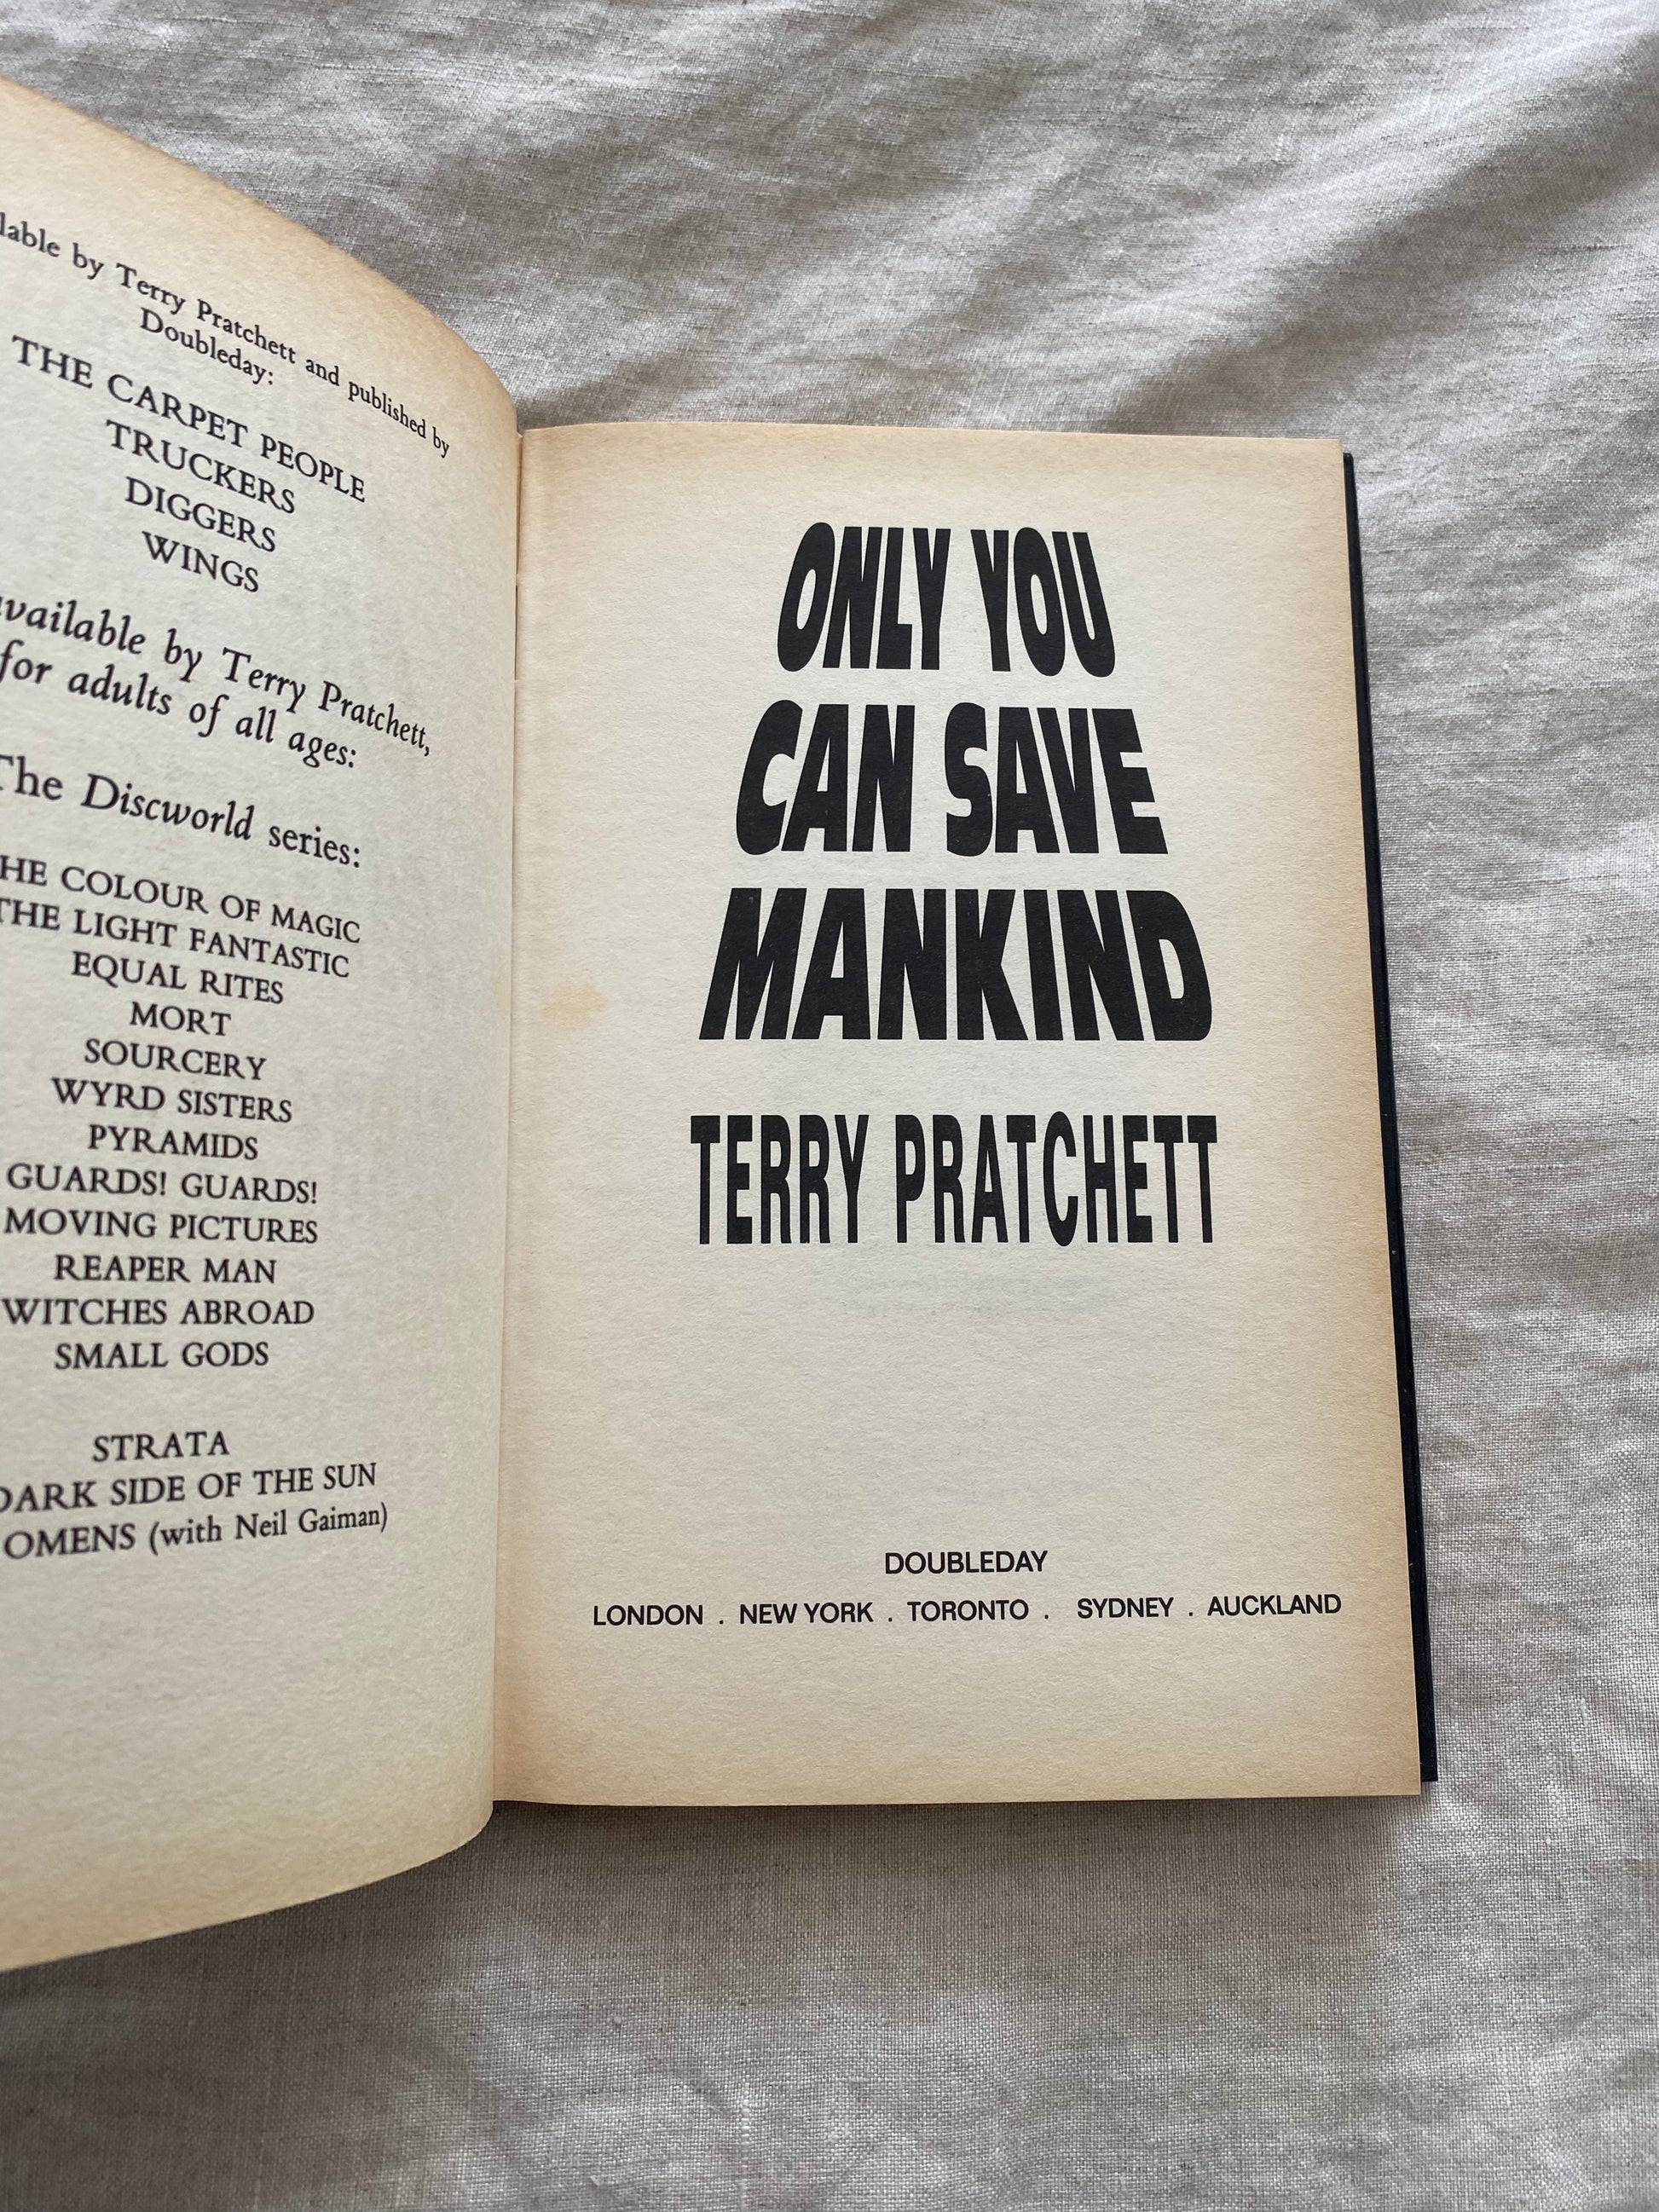 by Terry Pratchett and published by
Doubleday:
THE CARPET PEOPLE
TRUCKERS
DIGGERS
WINGS
by Terry Pratchett,
for adults of all ages:
The Discworld series:
THE COLOUR OF MAGIC
THE LIGHT FANTASTIC
EQUAL RITES
MORT
SOURCERY
WYRD SISTERS
PYRAMIDS
GUARDS! GUARDS!
MOVING PICTURES
REAPER MAN
WITCHES ABROAD
SMALL GODS
STRATA
DARK SIDE OF THE SUN
OMENS (with Neil Gaiman)
ONLY YOU
CAN SAVE
MANKIND
TERRY PRATCHETT
DOUBLEDAY
LONDON . NEW YORK . TORONTO . SYDNEY . AUCKLAND